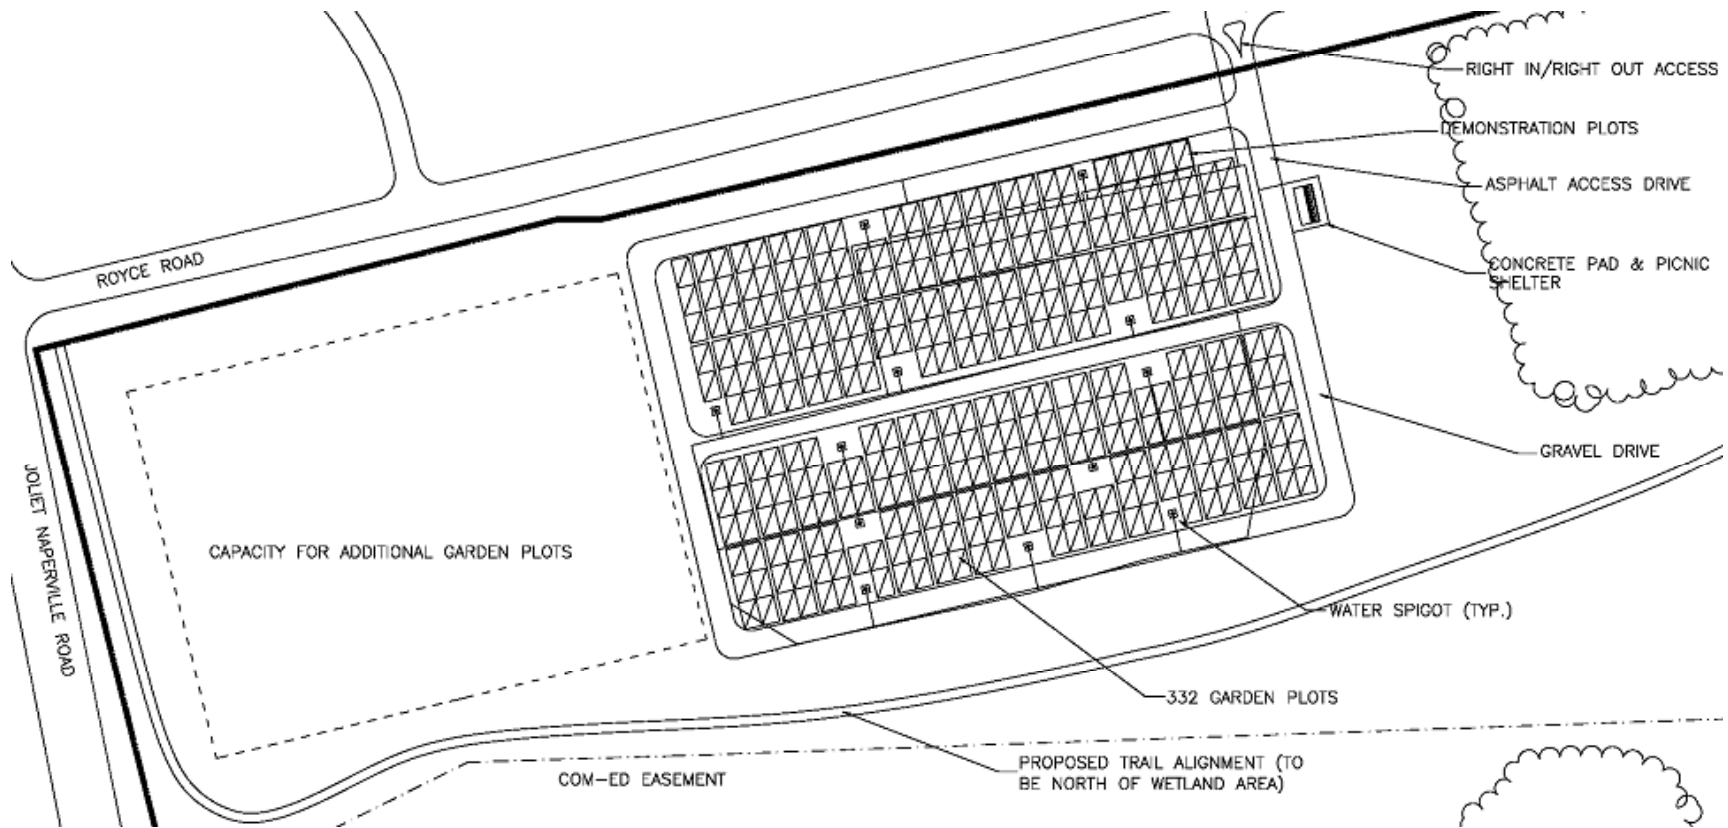 RIGHT IN/RIGHT OUT ACCESS
DEMONSTRATION PLOTS
ASPHALT ACCESS DRIVE
ROYCE ROAD
CONCRETE PAD & PICNIC
SHELTER
GRAVEL DRIVE
JOLIET NAPERVILLE ROAD
CAPACITY FOR ADDITIONAL GARDEN PLOTS
WATER SPIGOT (TYP.)
332 GARDEN PLOTS
PROPOSED TRAIL ALIGNMENT (TO
BE NORTH OF WETLAND AREA)
COM-ED EASEMENT